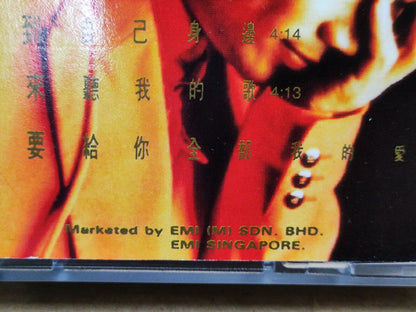 到自己身邊 4:14
來聽我的歌 4:13
要給你全部我的愛
Marketed by EMI (M) SDN. BHD.
EMI SINGAPORE.